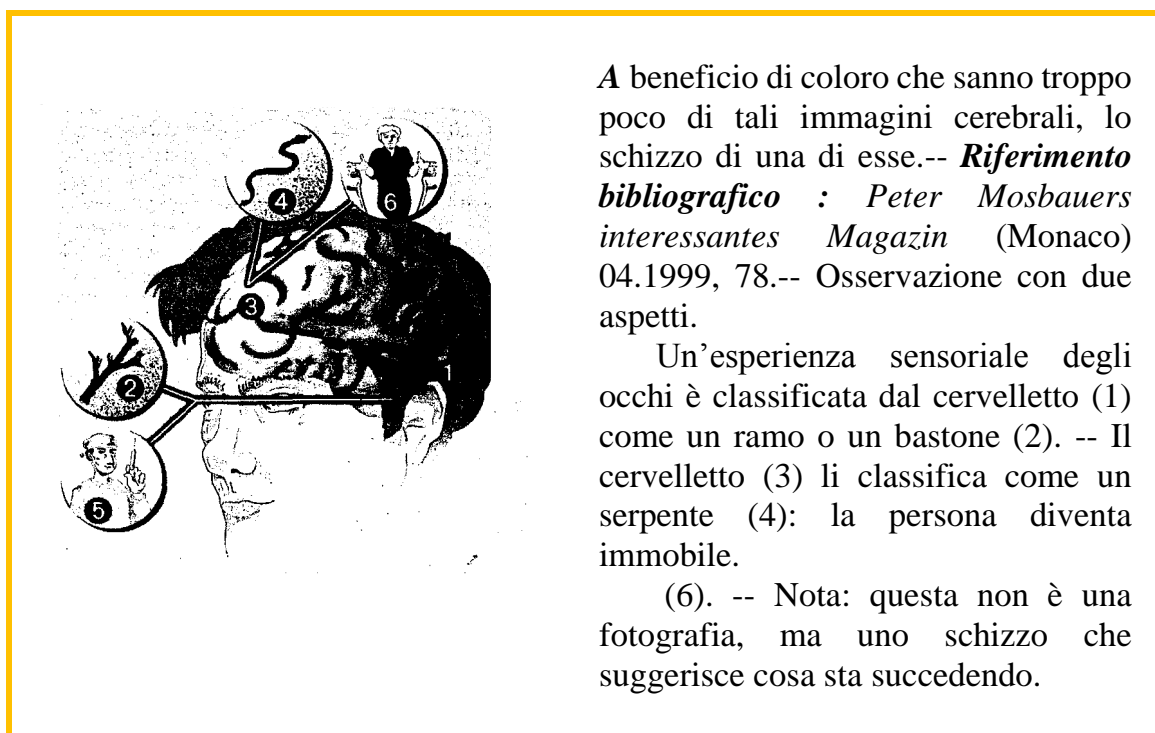 4
6
3
1
2
5
A beneficio di coloro che sanno troppo
poco di tali immagini cerebrali, lo
schizzo di una di esse.-- Riferimento
bibliografico : Peter Mosbauers
interessantes Magazin (Monaco)
04.1999, 78.-- Osservazione con due
aspetti.
Un’esperienza sensoriale degli
occhi è classificata dal cervelletto (1)
come un ramo o un bastone (2). -- Il
cervelletto (3) li classifica come un
serpente (4): la persona diventa
immobile.
(6). -- Nota: questa non è una
fotografia, ma uno schizzo che
suggerisce cosa sta succedendo.